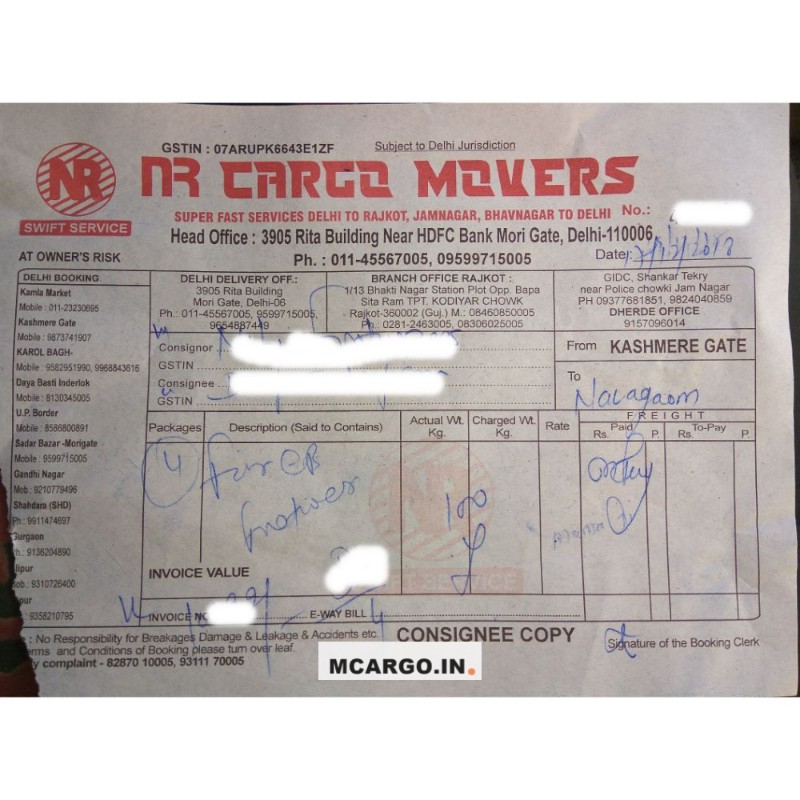 GSTIN : 07ARUPK6643E1ZF Subject to Delhi Jurisdiction
NR
SWIFT SERVICE
NR CARGO MOVERS
SUPER FAST SERVICES DELHI TO RAJKOT, JAMNAGAR, BHAVNAGAR TO DELHI No.:
Head Office : 3905 Rita Building Near HDFC Bank Mori Gate, Delhi-110006
AT OWNER'S RISK Ph. : 011-45567005, 09599715005 Date:
DELHI BOOKING
Kamla Market
Mobile : 011-23230695
Kashmere Gate
Mobile : 9873741907
KAROL BAGH-
Mobile - 9582951990, 9968843616
Daya Basti Inderlok
Mobile : 8130345005
U.P. Border
Mobile: 8586800891
Sadar Bazar -Morigate
Mobile : 9599715005
Gandhi Nagar
Mob : 9210779496
Shahdara (SHD)
Ph.: 9911474697
Gurgaon
9136204890
9310726400
9358210795
DELHI DELIVERY OFF.:
3905 Rita Building
Mori Gate, Delhi-06
Ph.: 011-45567005, 9599715005,
9654887449
BRANCH OFFICE RAJKOT :
1/13 Bhakti Nagar Station Plot Opp. Bapa
Sita Ram TPT. KODIYAR CHOWK
Rajkot-360002 (Guj.) M.: 08460850005
Ph.: 0281-2463005, 08306025005
GIDC, Shankar Tekry
near Police chowki Jam Nagar
PH 09377681851, 9824040859
DHERDE OFFICE
9157096014
Consignor
GSTIN
Consignee
GSTIN
From KASHMERE GATE
To
Packages Description (Said to Contains) Actual Wt. Kg. Charged Wt. Kg. Rate
FREIGHT
Paid To-Pay
Rs. P. Rs. P.
4
100
INVOICE VALUE
INVOICE E-WAY BILL
: No Responsibility for Breakages Damage & Leakage & Accidents etc.
Terms and Conditions of Booking please turn over leaf.
complaint - 82870 10005, 93111 70005
CONSIGNEE COPY
Signature of the Booking Clerk
MCARGO.IN.